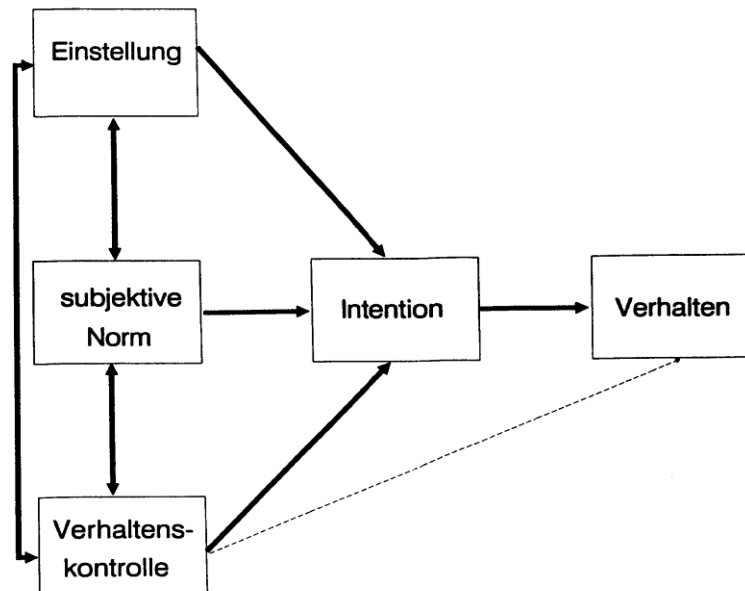 Einstellung
subjektive
Norm
Intention
Verhalten
Verhaltens-
kontrolle